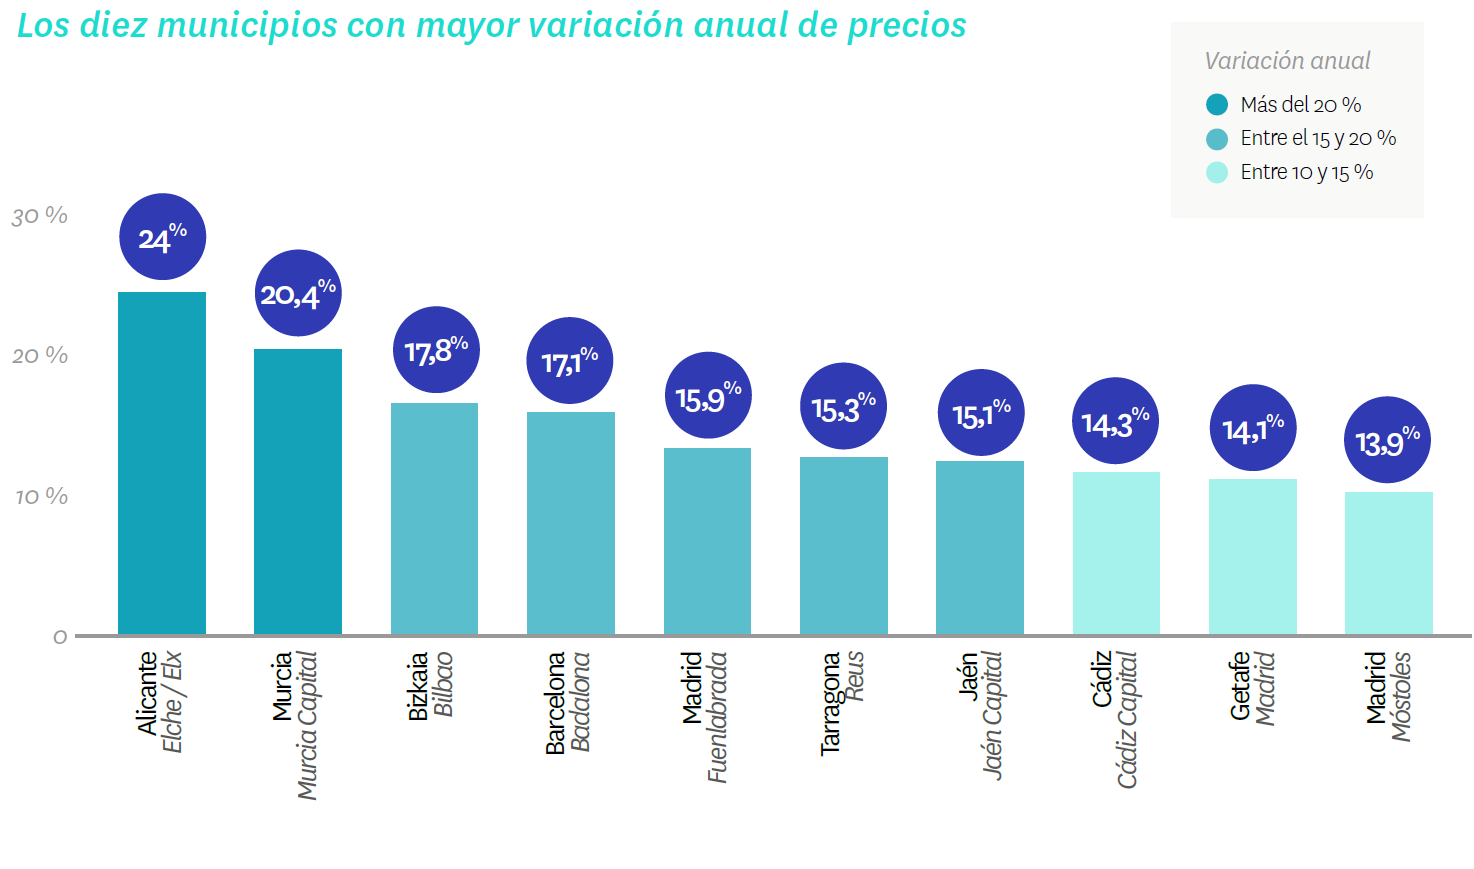 Los diez municipios con mayor variación anual de precios
Variación anual
Más del 20 %
Entre el 15 y 20 %
Entre 10 y 15 %
30 %
20 %
10 %
0
24%
20,4%
17,8%
17,1%
15,9%
15,3%
15,1%
14,3%
14,1%
13,9%
Alicante
Elche / Elx
Murcia
Murcia Capital
Bizkaia
Bilbao
Barcelona
Badalona
Madrid
Fuenlabrada
Tarragona
Reus
Jaén
Jaén Capital
Cádiz
Cádiz Capital
Getafe
Madrid
Madrid
Móstoles